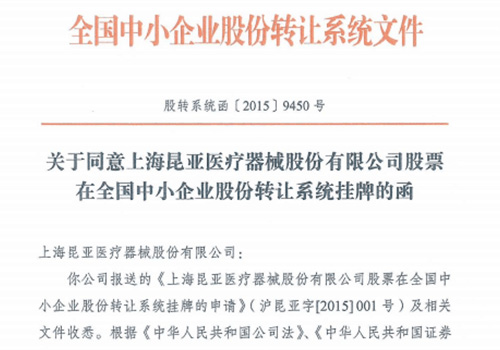 全国中小企业股份转让系统文件
股转系统函〔2015〕9450 号
关于同意上海昆亚医疗器械股份有限公司股票
在全国中小企业股份转让系统挂牌的函
上海昆亚医疗器械股份有限公司：
你公司报送的《上海昆亚医疗器械股份有限公司股票在全国中
小企业股份转让系统挂牌的申请》（沪昆亚字[2015]001 号）及相关
文件收悉。根据《中华人民共和国公司法》、《中华人民共和国证券